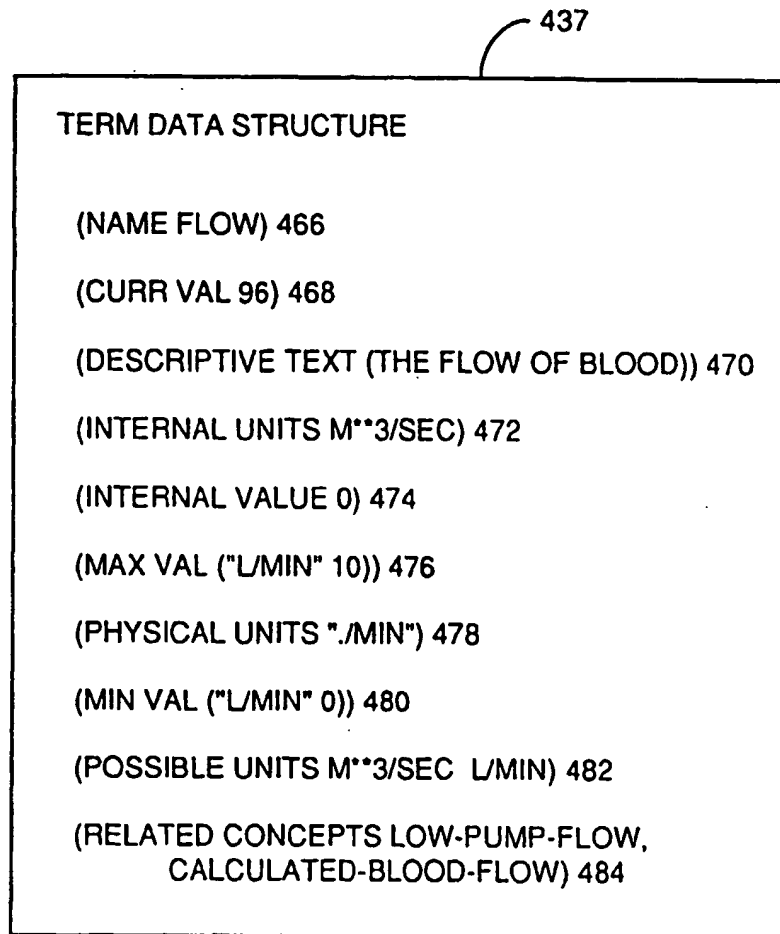 437
TERM DATA STRUCTURE
(NAME FLOW) 466
(CURR VAL 96) 468
(DESCRIPTIVE TEXT (THE FLOW OF BLOOD)) 470
(INTERNAL UNITS M**3/SEC) 472
(INTERNAL VALUE 0) 474
(MAX VAL ("L/MIN" 10)) 476
(PHYSICAL UNITS "./MIN") 478
(MIN VAL ("L/MIN" 0)) 480
(POSSIBLE UNITS M**3/SEC L/MIN) 482
(RELATED CONCEPTS LOW-PUMP-FLOW,
CALCULATED-BLOOD-FLOW) 484